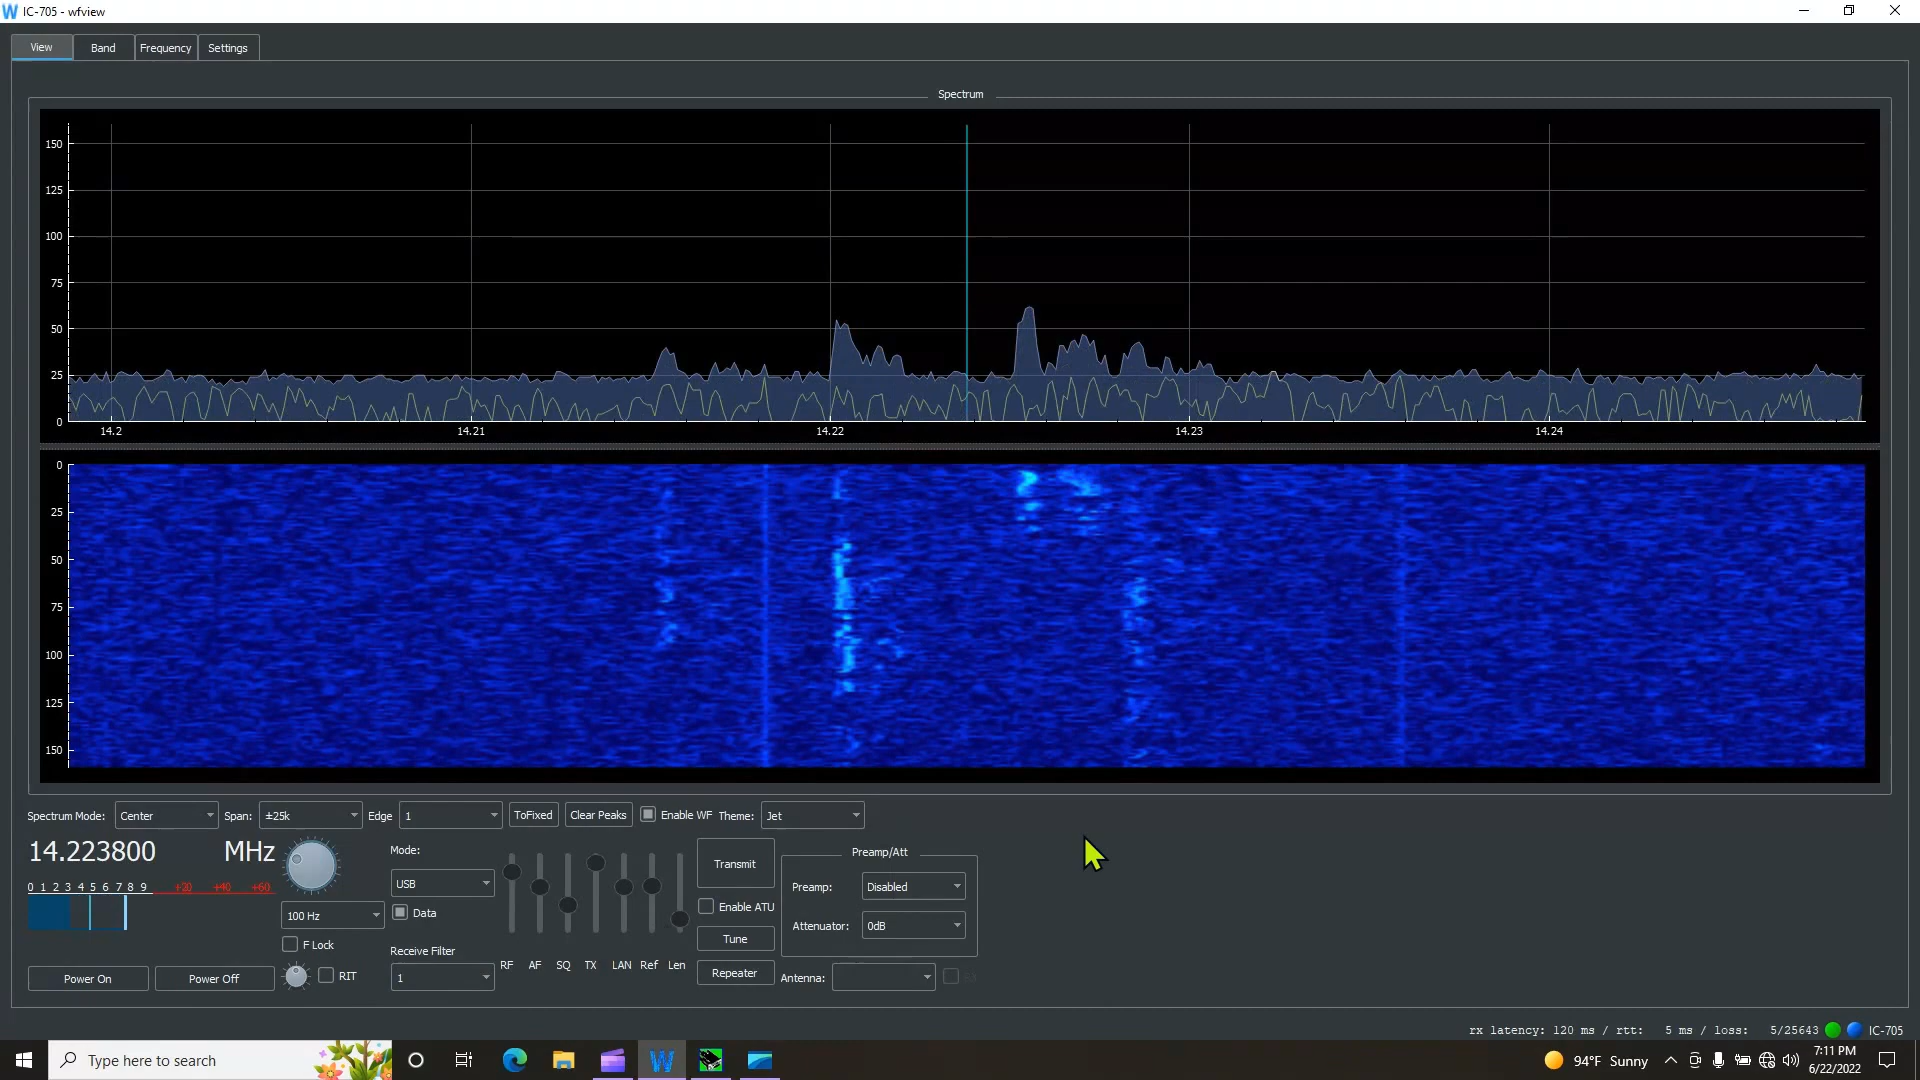 IC-705 - wfview
View Band Frequency Settings
Spectrum
150
125
100
75
50
25
0
14.2 14.21 14.22 14.23 14.24
0
25
50
75
100
125
150
Spectrum Mode: Center Span: ±25k Edge 1 ToFixed Clear Peaks Enable WF Theme: Jet
14.223800 MHz
0 1 2 3 4 5 6 7 8 9 +20 +40 +60
100 Hz
F Lock
RIT
Power On Power Off
Mode:
USB
Data
Receive Filter
1
RF AF SQ TX LAN Ref Len
Transmit
Enable ATU
Tune
Repeater
Preamp/Att
Preamp: Disabled
Attenuator: 0dB
Antenna:
rx latency: 120 ms / rtt: 5 ms / loss: 5/25643 IC-705
Type here to search
94°F Sunny
7:11 PM
6/22/2022